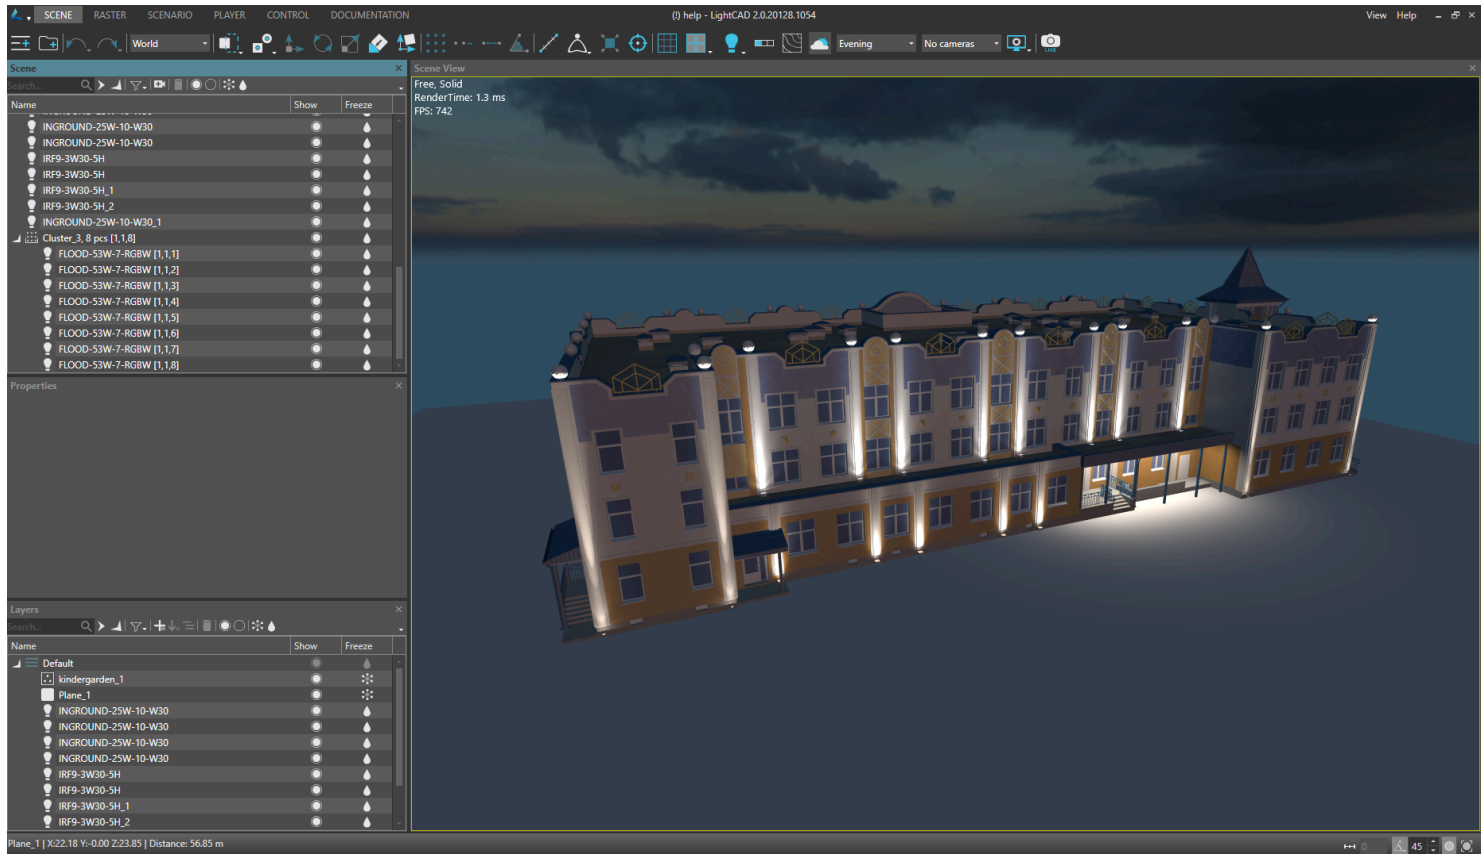 SCENE RASTER SCENARIO PLAYER CONTROL DOCUMENTATION (!) help - LightCAD 2.0.20128.1054 View Help
World Evening No cameras LIVE
Scene
Search...
Name Show Freeze
INGROUND-25W-10-W30
INGROUND-25W-10-W30
IRF9-3W30-5H
IRF9-3W30-5H
IRF9-3W30-5H_1
IRF9-3W30-5H_2
INGROUND-25W-10-W30_1
Cluster_3, 8 pcs [1,1,8]
FLOOD-53W-7-RGBW [1,1,1]
FLOOD-53W-7-RGBW [1,1,2]
FLOOD-53W-7-RGBW [1,1,3]
FLOOD-53W-7-RGBW [1,1,4]
FLOOD-53W-7-RGBW [1,1,5]
FLOOD-53W-7-RGBW [1,1,6]
FLOOD-53W-7-RGBW [1,1,7]
FLOOD-53W-7-RGBW [1,1,8]
Properties
Layers
Search...
Name Show Freeze
Default
kindergarden_1
Plane_1
INGROUND-25W-10-W30
INGROUND-25W-10-W30
INGROUND-25W-10-W30
INGROUND-25W-10-W30
IRF9-3W30-5H
IRF9-3W30-5H
IRF9-3W30-5H_1
IRF9-3W30-5H_2
Scene View
Free, Solid
RenderTime: 1.3 ms
FPS: 742
Plane_1 | X:22.18 Y:-0.00 Z:23.85 | Distance: 56.85 m
0 45